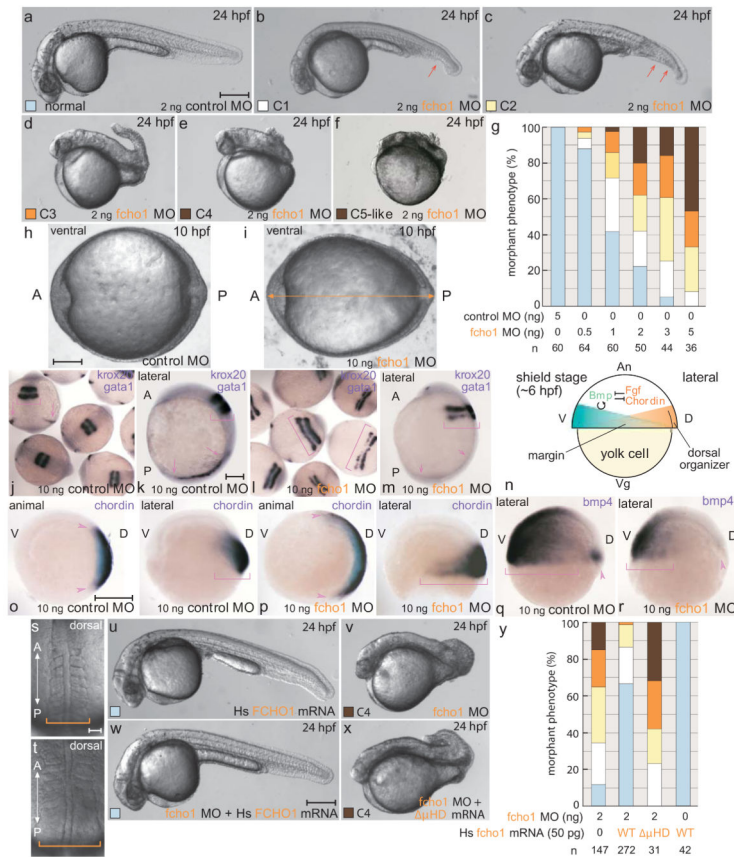 a 24 hpf
normal 2 ng control MO
b 24 hpf
C1 2 ng fcho1 MO
c 24 hpf
C2 2 ng fcho1 MO
d 24 hpf
C3 2 ng fcho1 MO
e 24 hpf
C4 2 ng fcho1 MO
f 24 hpf
C5-like 2 ng fcho1 MO
g
morphant phenotype (%)
100
80
60
40
20
0
control MO (ng) 5 0 0 0 0 0
fcho1 MO (ng) 0 0.5 1 2 3 5
n 60 64 60 50 44 36
h ventral 10 hpf
A P
control MO
i ventral 10 hpf
A P
10 ng fcho1 MO
krox20
gata1
j 10 ng control MO
lateral krox20
gata1
A
P
k 10 ng control MO
krox20
gata1
l 10 ng fcho1 MO
lateral krox20
gata1
A
P
m 10 ng fcho1 MO
shield stage
(~6 hpf)
An
lateral
Bmp
Fgf
Chordin
V D
margin
dorsal
organizer
yolk cell
n
Vg
animal chordin
V D
o 10 ng control MO
lateral chordin
V D
10 ng control MO
animal chordin
V D
p 10 ng fcho1 MO
lateral chordin
V D
10 ng fcho1 MO
lateral bmp4
V D
q 10 ng control MO
lateral bmp4
V D
r 10 ng fcho1 MO
s dorsal
A
P
t dorsal
A
P
u 24 hpf
Hs FCHO1 mRNA
v 24 hpf
C4 fcho1 MO
w 24 hpf
fcho1 MO + Hs FCHO1 mRNA
x 24 hpf
C4 fcho1 MO +
ΔμHD mRNA
y
morphant phenotype (%)
100
80
60
40
20
0
fcho1 MO (ng) 2 2 2 0
Hs fcho1 mRNA (50 pg) 0 WT ΔμHD WT
n 147 272 31 42